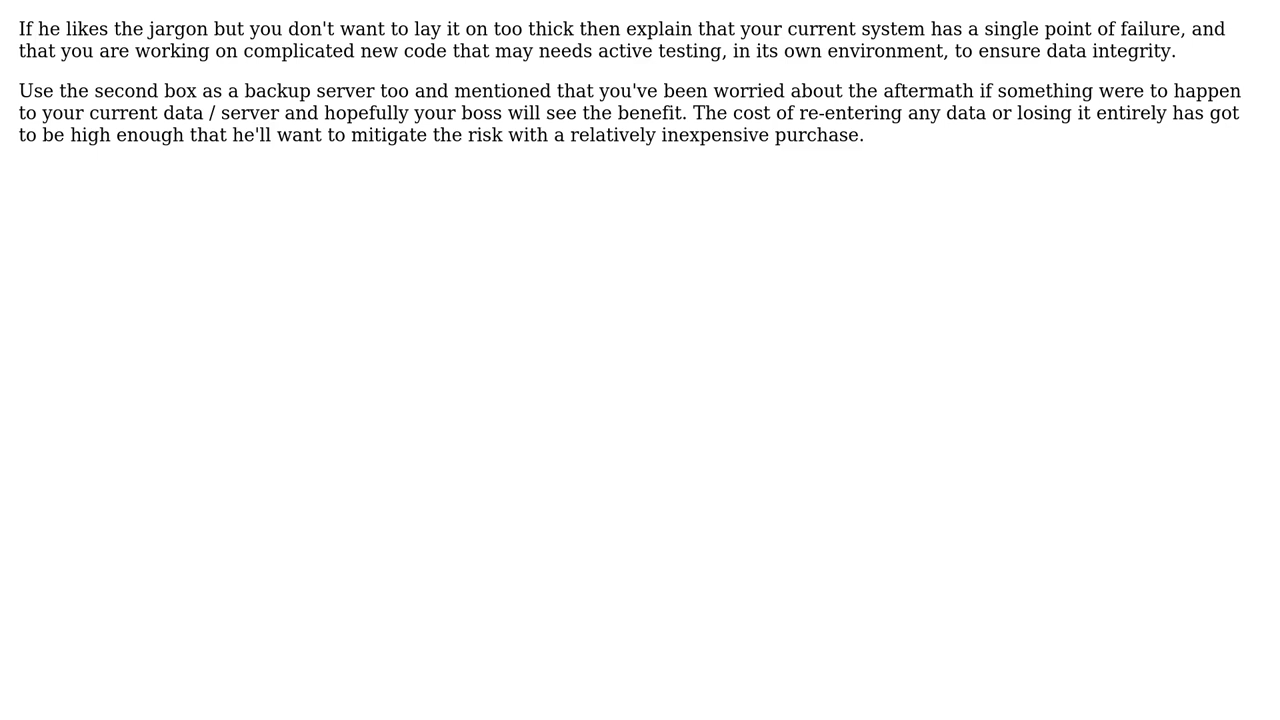 If he likes the jargon but you don't want to lay it on too thick then explain that your current system has a single point of failure, and
that you are working on complicated new code that may needs active testing, in its own environment, to ensure data integrity.
Use the second box as a backup server too and mentioned that you've been worried about the aftermath if something were to happen
to your current data / server and hopefully your boss will see the benefit. The cost of re-entering any data or losing it entirely has got
to be high enough that he'll want to mitigate the risk with a relatively inexpensive purchase.